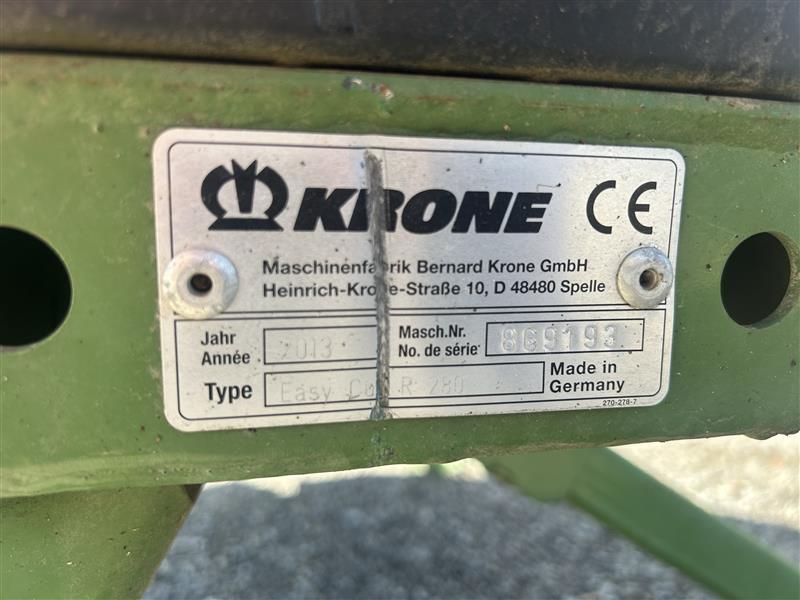 KRONE CE
Maschinenfabrik Bernard Krone GmbH
Heinrich-Krone-Straße 10, D 48480 Spelle
Jahr
Année 2013
Masch.Nr.
No. de série 869193
Type Easy Cut R 280
Made in
Germany
270-278-7